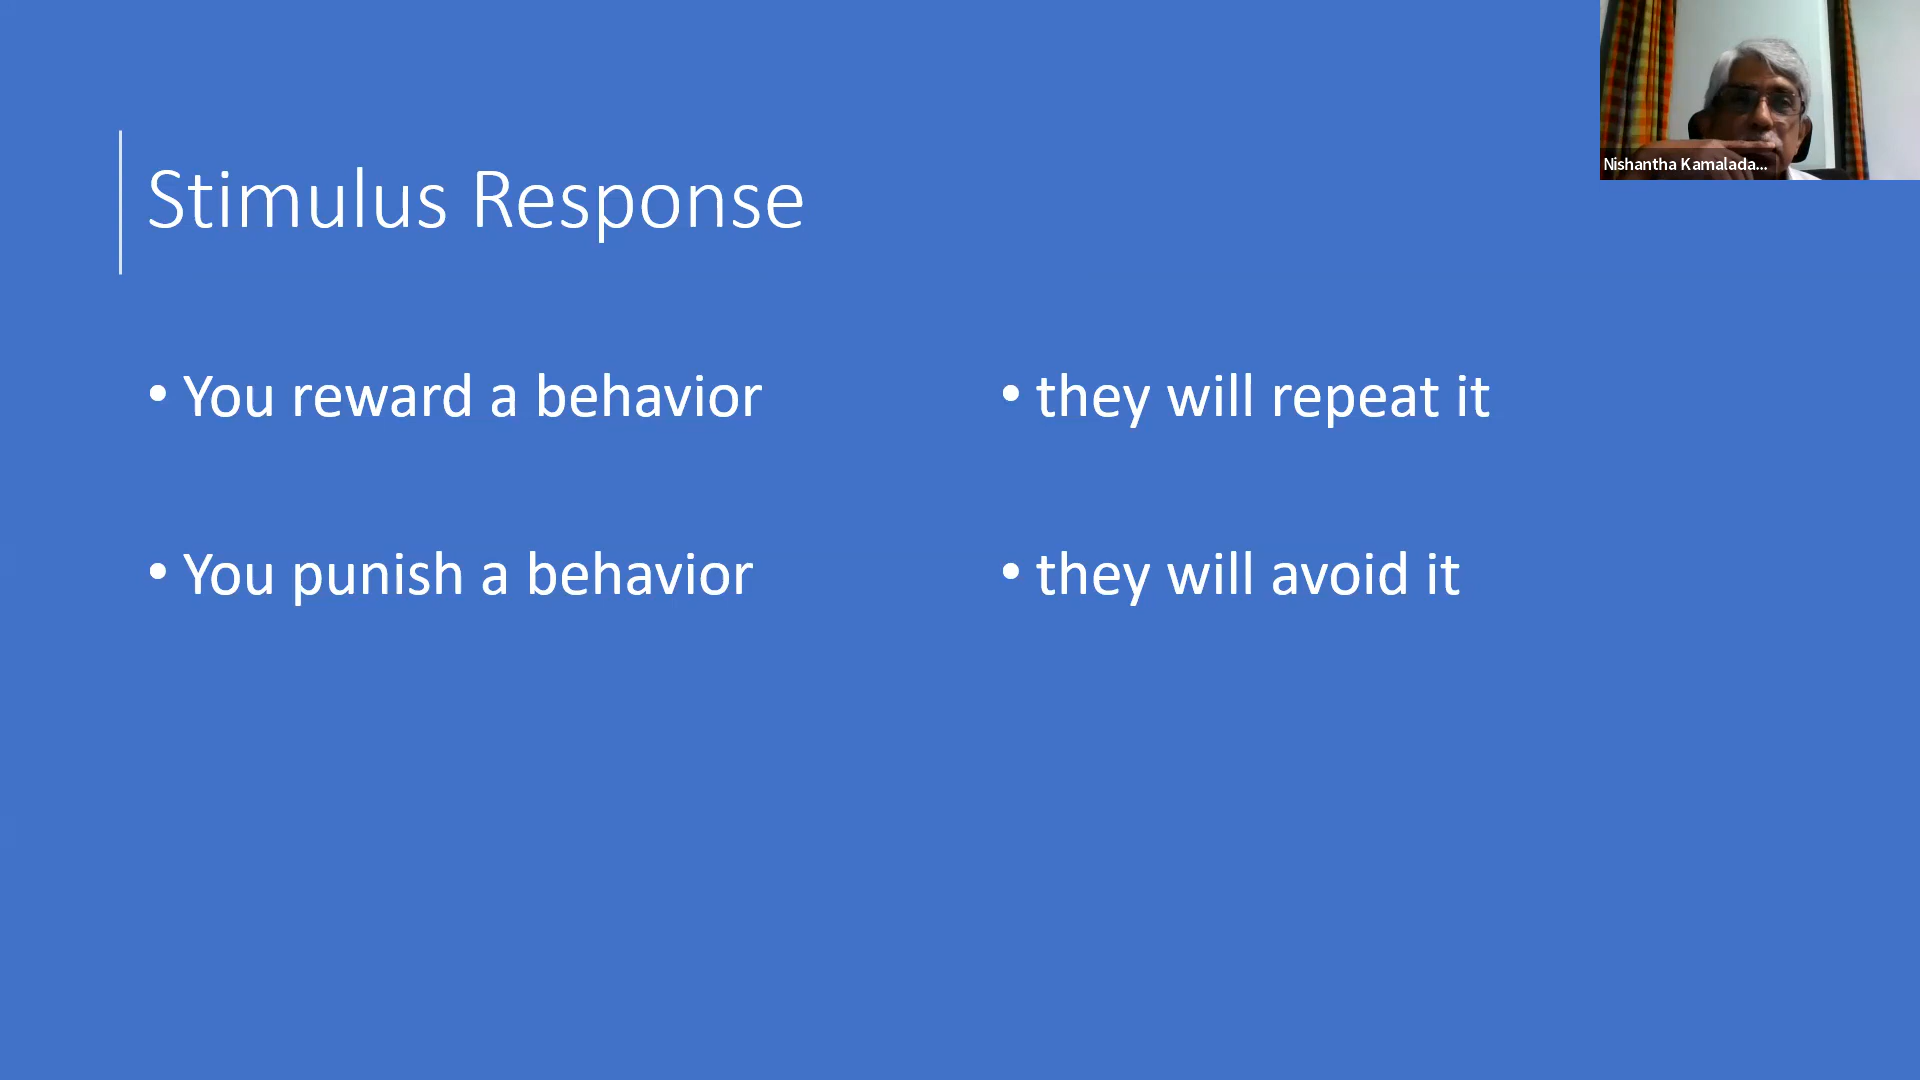 Nishantha Kamalada...
Stimulus Response
• You reward a behavior
• they will repeat it
• You punish a behavior
• they will avoid it